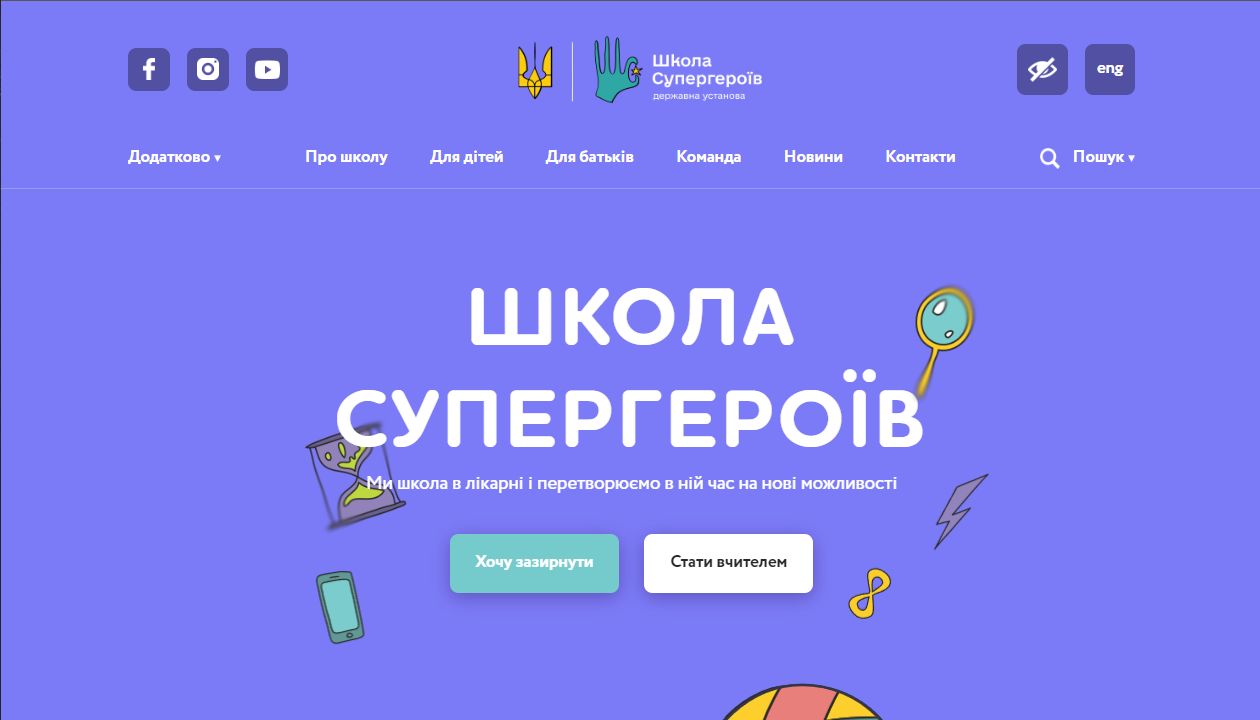 Школа
Супергероїв
державна установа
eng
Додатково ▾
Про школу
Для дітей
Для батьків
Команда
Новини
Контакти
Пошук ▾
ШКОЛА
СУПЕРГЕРОЇВ
Ми школа в лікарні і перетворюємо в ній час на нові можливості
Хочу зазирнути
Стати вчителем